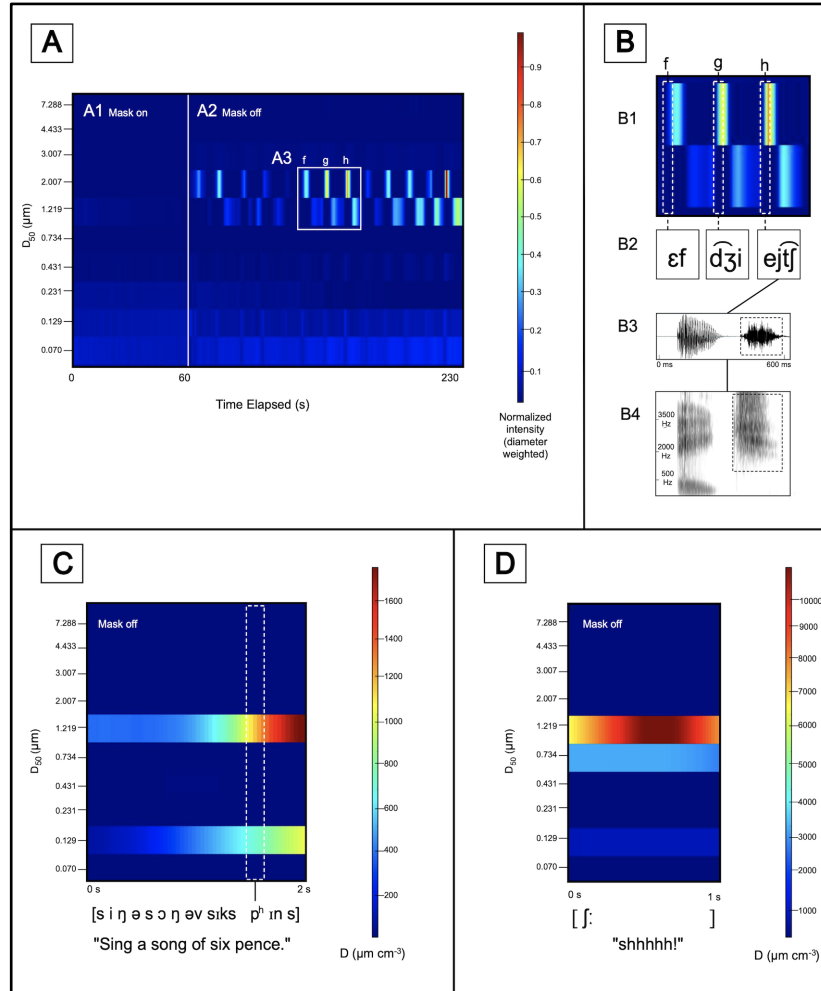 A
A1 Mask on
A2 Mask off
A3
f g h
7.288
4.433
3.007
2.007
1.219
0.734
0.431
0.231
0.129
0.070
D50 (µm)
0
60
230
Time Elapsed (s)
0.9
0.8
0.7
0.6
0.5
0.4
0.3
0.2
0.1
Normalized
intensity
(diameter
weighted)
B
f g h
B1
B2
ɛf
d͡ʒi
ejt͡ʃ
B3
0 ms
600 ms
B4
3500
Hz
2000
Hz
500
Hz
C
Mask off
7.288
4.433
3.007
2.007
1.219
0.734
0.431
0.231
0.129
0.070
D50 (µm)
0 s
2 s
[s i ŋ ə s ɔ ŋ əv sɪks pʰ ɪn s]
"Sing a song of six pence."
1600
1400
1200
1000
800
600
400
200
D (µm cm⁻³)
D
Mask off
7.288
4.433
3.007
2.007
1.219
0.734
0.431
0.231
0.129
0.070
D50 (µm)
0 s
1 s
[ ʃ: ]
"shhhhh!"
10000
9000
8000
7000
6000
5000
4000
3000
2000
1000
D (µm cm⁻³)